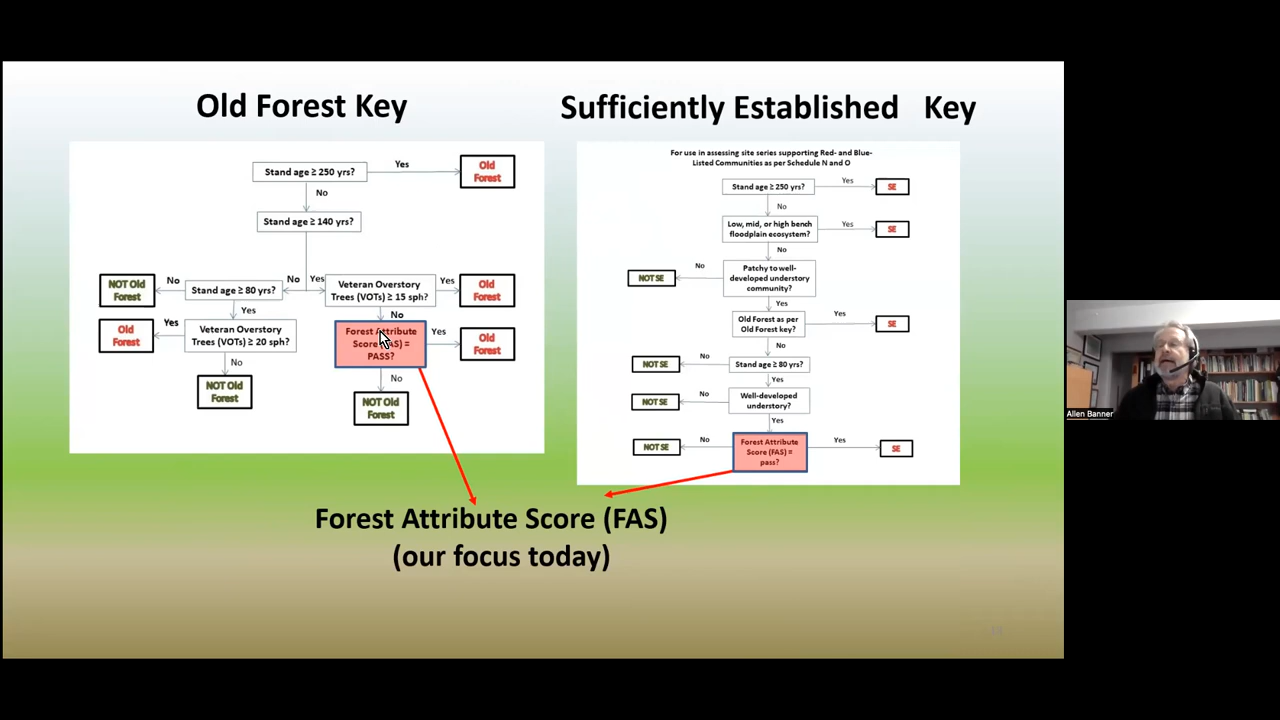 Old Forest Key
Stand age ≥ 250 yrs?
Yes
Old
Forest
No
Stand age ≥ 140 yrs?
NOT Old
Forest
No
Stand age ≥ 80 yrs?
No
Yes
Veteran Overstory
Trees (VOTs) ≥ 15 sph?
Yes
Old
Forest
Yes
No
Old
Forest
Yes
Veteran Overstory
Trees (VOTs) ≥ 20 sph?
Forest Attribute
Score (FAS) =
PASS?
Yes
Old
Forest
No
NOT Old
Forest
No
NOT Old
Forest
Sufficiently Established Key
For use in assessing site series supporting Red- and Blue-
Listed Communities as per Schedule N and O
Stand age ≥ 250 yrs?
Yes
SE
No
Low, mid, or high bench
floodplain ecosystem?
Yes
SE
No
NOT SE
No
Patchy to well-
developed understory
community?
Yes
Old Forest as per
Old Forest key?
Yes
SE
No
NOT SE
No
Stand age ≥ 80 yrs?
Yes
NOT SE
No
Well-developed
understory?
Yes
NOT SE
No
Forest Attribute
Score (FAS) =
pass?
Yes
SE
Forest Attribute Score (FAS)
(our focus today)
Allen Banner